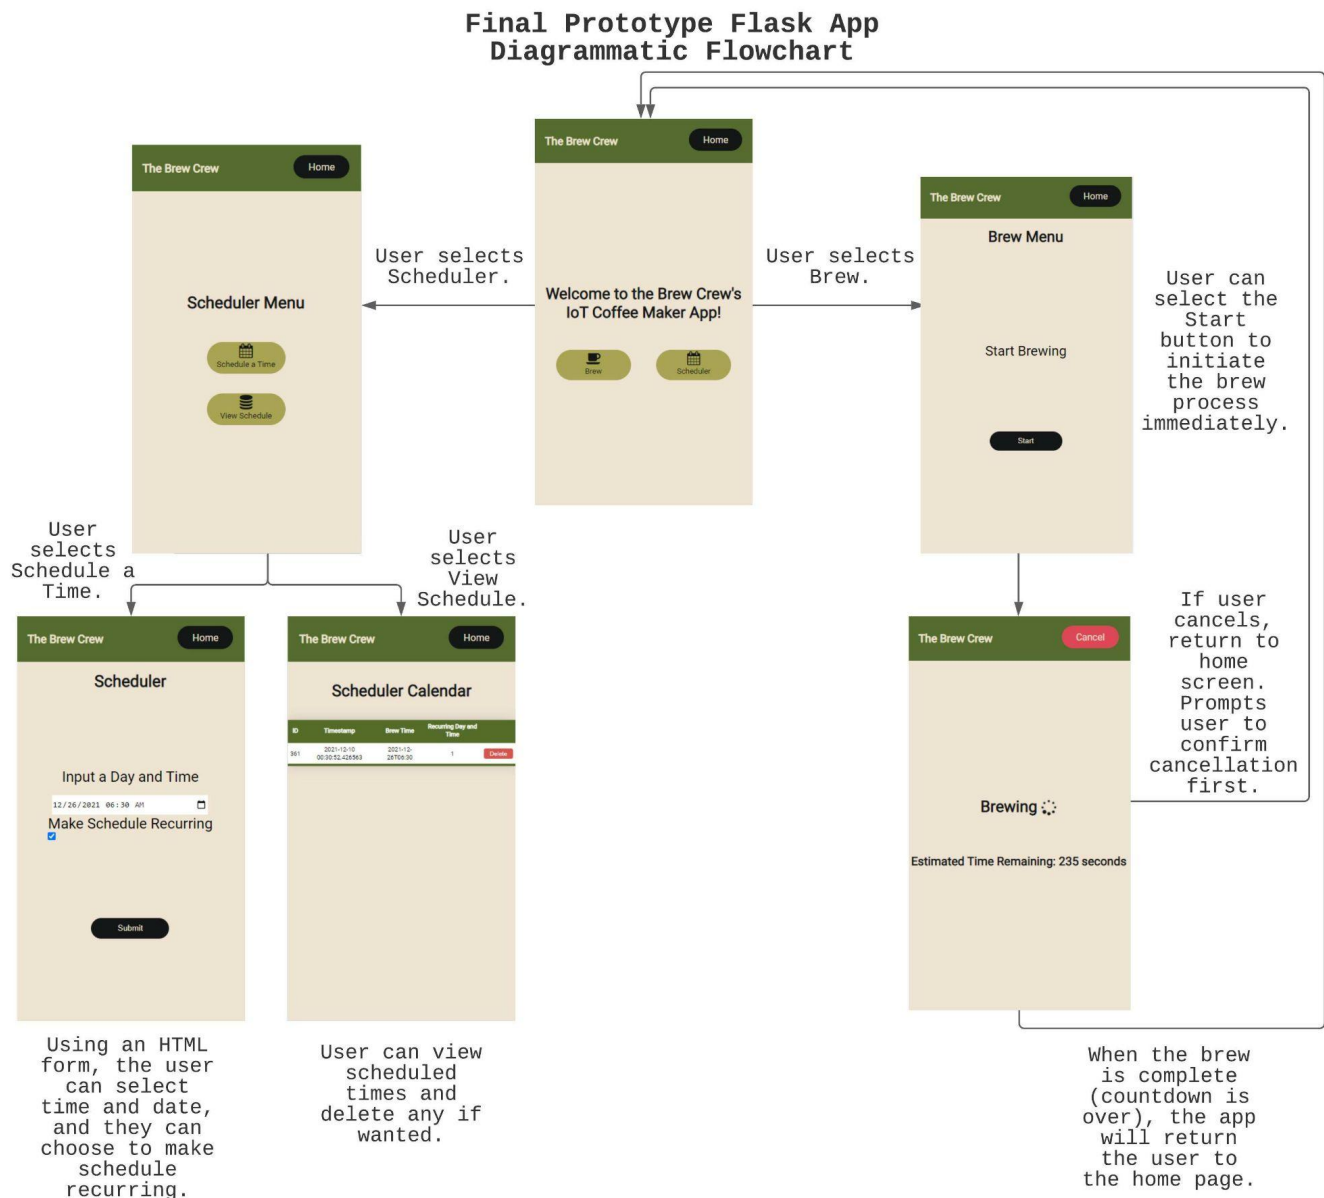 Final Prototype Flask App
Diagrammatic Flowchart
The Brew Crew
Home
Scheduler Menu
Schedule a Time
View Schedule
User selects
Scheduler.
The Brew Crew
Home
Welcome to the Brew Crew's
IoT Coffee Maker App!
Brew
Scheduler
User selects
Brew.
The Brew Crew
Home
Brew Menu
Start Brewing
Start
User can
select the
Start
button to
initiate
the brew
process
immediately.
User
selects
Schedule a
Time.
User
selects
View
Schedule.
The Brew Crew
Home
Scheduler
Input a Day and Time
12/26/2021 06:30 AM
Make Schedule Recurring
Submit
Using an HTML
form, the user
can select
time and date,
and they can
choose to make
schedule
recurring.
The Brew Crew
Home
Scheduler Calendar
ID
Timestamp
Brew Time
Recurring Day and
Time
361
2021-12-10
00:30:52.426563
2021-12-
26T06:30
1
Delete
User can view
scheduled
times and
delete any if
wanted.
The Brew Crew
Cancel
Brewing
Estimated Time Remaining: 235 seconds
If user
cancels,
return to
home
screen.
Prompts
user to
confirm
cancellation
first.
When the brew
is complete
(countdown is
over), the app
will return
the user to
the home page.